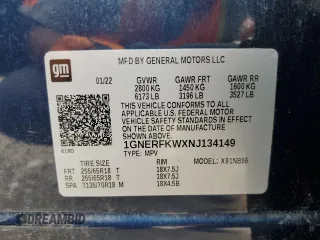 gm
MFD BY GENERAL MOTORS LLC
01/22 GVWR GAWR FRT GAWR RR
2800 KG 1450 KG 1600 KG
6173 LB 3196 LB 3527 LB
THIS VEHICLE CONFORMS TO ALL
APPLICABLE U.S. FEDERAL MOTOR
VEHICLE SAFETY STANDARDS IN
EFFECT ON THE DATE OF
MANUFACTURE SHOWN ABOVE.
1GNERFKWXNJ134149
TYPE: MPV MODEL: X91NB56
TIRE SIZE RIM
FRT 255/65R18 T 18X7.5J
RR 255/65R18 T 18X7.5J
SPA T135/70R18 M 18X4.5B
DREAMBID